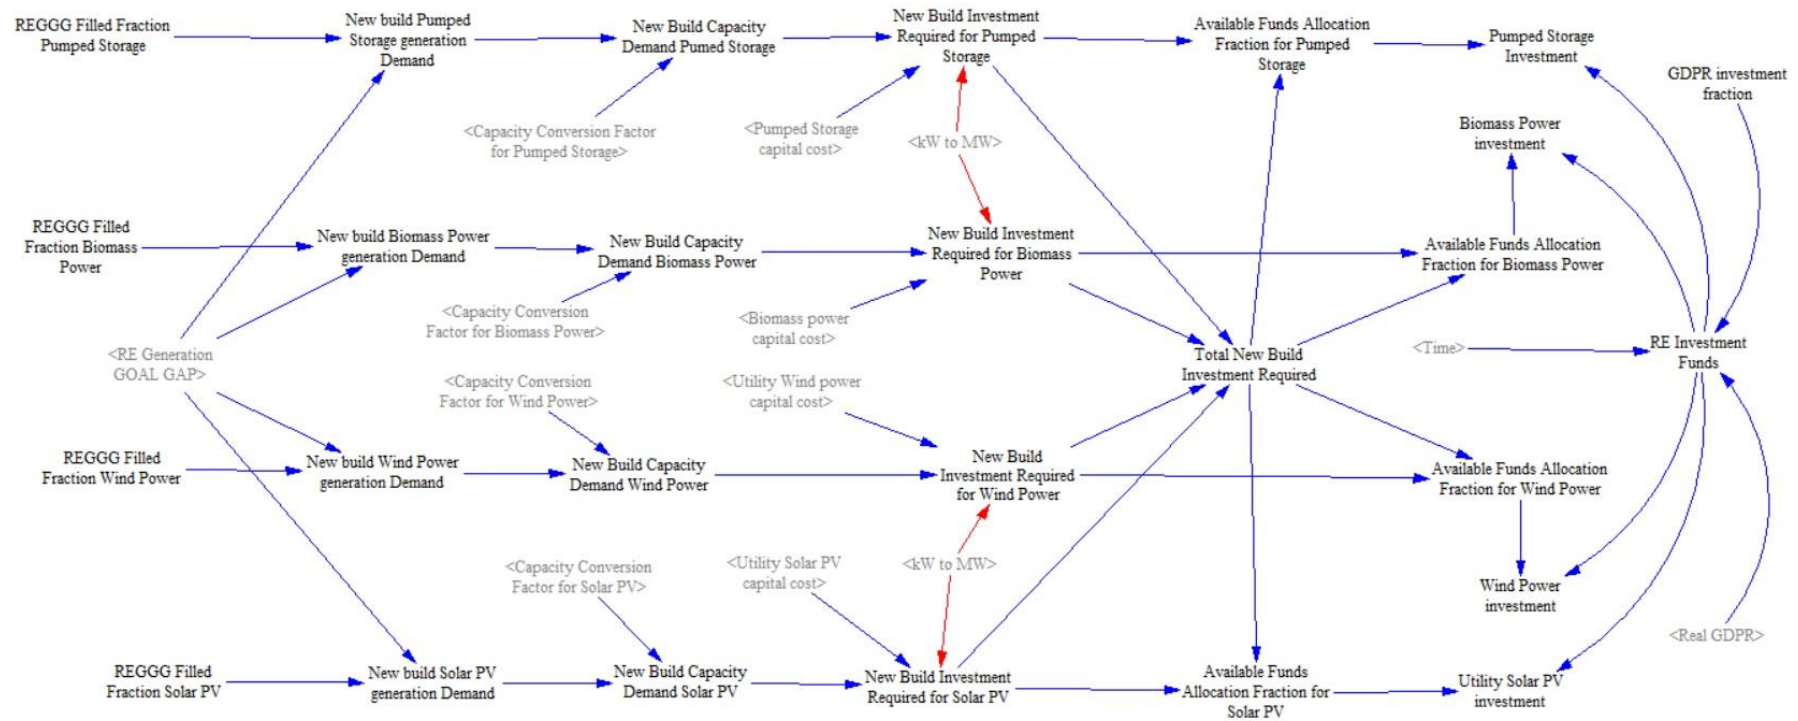 REGGG Filled Fraction
Pumped Storage
New build Pumped
Storage generation
Demand
New Build Capacity
Demand Pumed Storage
New Build Investment
Required for Pumped
Storage
Available Funds Allocation
Fraction for Pumped
Storage
Pumped Storage
Investment
GDPR investment
fraction
<Capacity Conversion Factor
for Pumped Storage>
<Pumped Storage
capital cost>
<kW to MW>
Biomass Power
investment
REGGG Filled
Fraction Biomass
Power
New build Biomass Power
generation Demand
New Build Capacity
Demand Biomass Power
New Build Investment
Required for Biomass
Power
Available Funds Allocation
Fraction for Biomass Power
<Capacity Conversion
Factor for Biomass Power>
<Biomass power
capital cost>
<RE Generation
GOAL GAP>
Total New Build
Investment Required
<Time>
RE Investment
Funds
<Capacity Conversion
Factor for Wind Power>
<Utility Wind power
capital cost>
REGGG Filled
Fraction Wind Power
New build Wind Power
generation Demand
New Build Capacity
Demand Wind Power
New Build
Investment Required
for Wind Power
Available Funds Allocation
Fraction for Wind Power
<Capacity Conversion
Factor for Solar PV>
<Utility Solar PV
capital cost>
<kW to MW>
Wind Power
investment
<Real GDPR>
REGGG Filled
Fraction Solar PV
New build Solar PV
generation Demand
New Build Capacity
Demand Solar PV
New Build Investment
Required for Solar PV
Available Funds
Allocation Fraction for
Solar PV
Utility Solar PV
investment